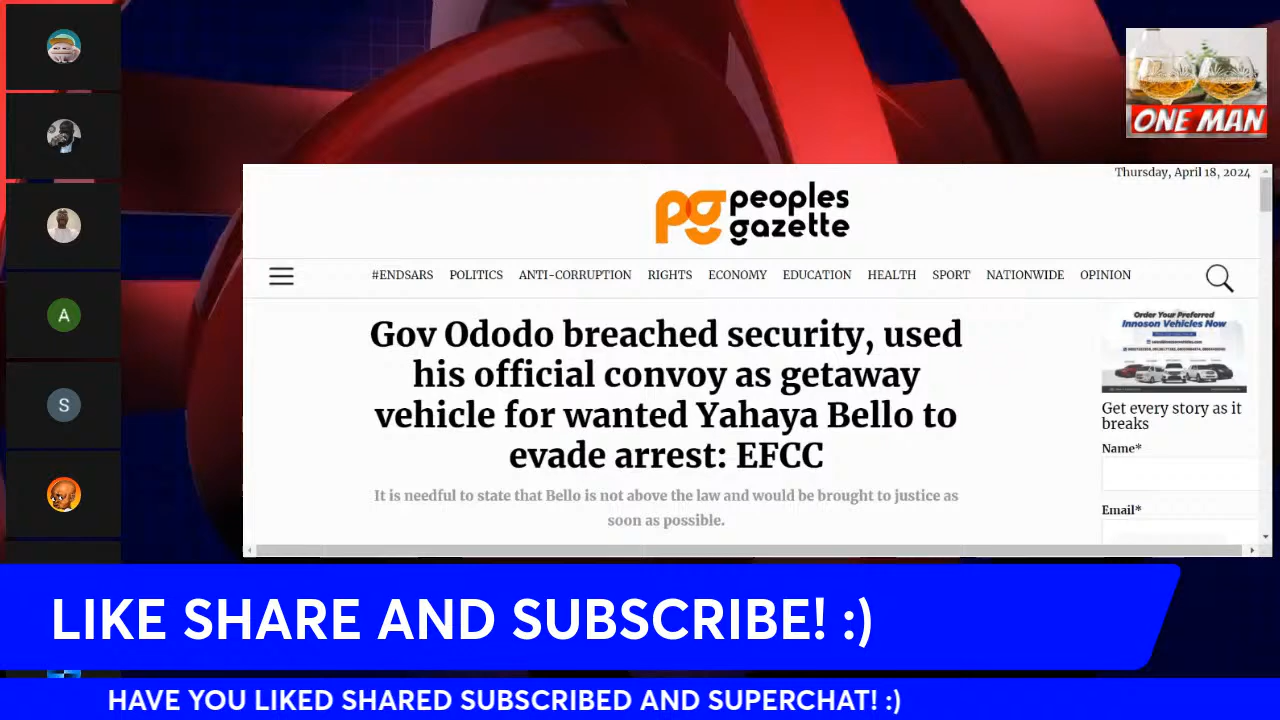 ONE MAN
Thursday, April 18, 2024
peoples
gazette
#ENDSARS POLITICS ANTI-CORRUPTION RIGHTS ECONOMY EDUCATION HEALTH SPORT NATIONWIDE OPINION
Gov Ododo breached security, used
his official convoy as getaway
vehicle for wanted Yahaya Bello to
evade arrest: EFCC
It is needful to state that Bello is not above the law and would be brought to justice as
soon as possible.
Order Your Preferred
Innoson Vehicles Now
Get every story as it
breaks
Name*
Email*
A
S
LIKE SHARE AND SUBSCRIBE! :)
HAVE YOU LIKED SHARED SUBSCRIBED AND SUPERCHAT! :)